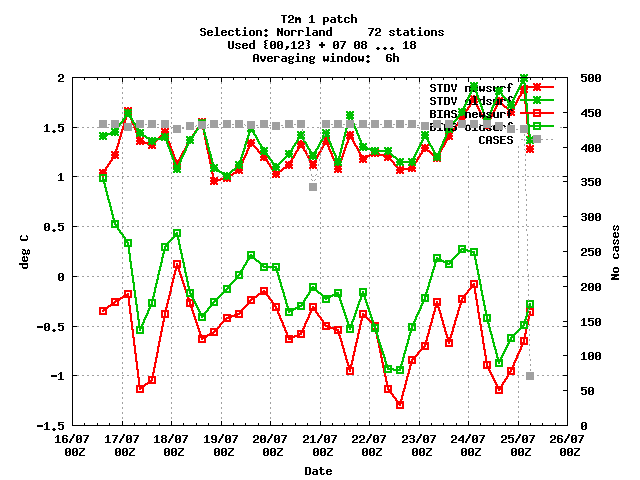 T2m 1 patch
Selection: Norrland     72 stations
Used {00,12} + 07 08 ... 18
Averaging window:  6h
STDV newsurf
STDV oldsurf
BIAS newsurf
BIAS oldsurf
CASES
2
1.5
1
0.5
0
-0.5
-1
-1.5
deg C
500
450
400
350
300
250
200
150
100
50
0
No cases
16/07 17/07 18/07 19/07 20/07 21/07 22/07 23/07 24/07 25/07 26/07
00Z 00Z 00Z 00Z 00Z 00Z 00Z 00Z 00Z 00Z 00Z
Date